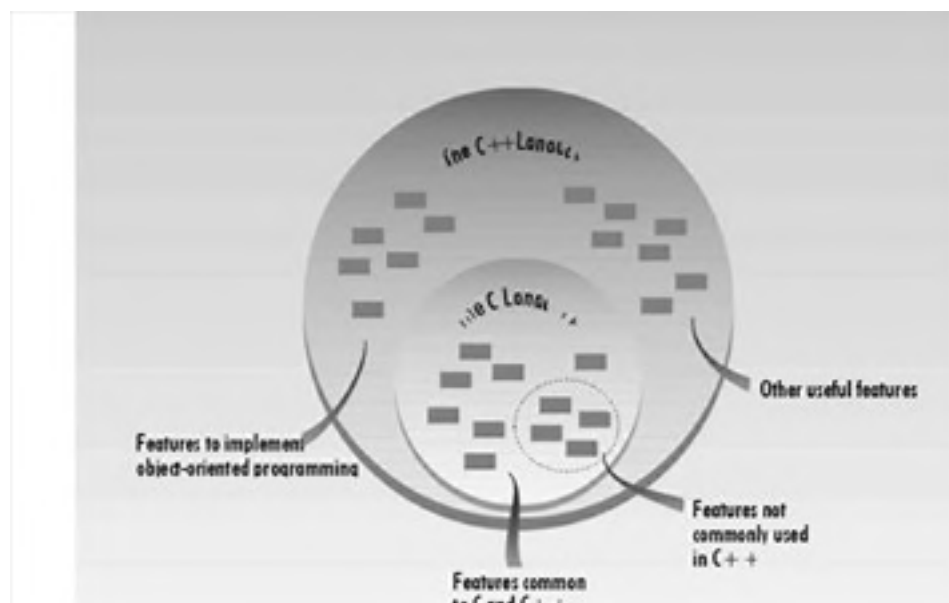 C++
C
Other useful features
Features to implement
object-oriented programming
Features not
commonly used
in C+ +
Features common